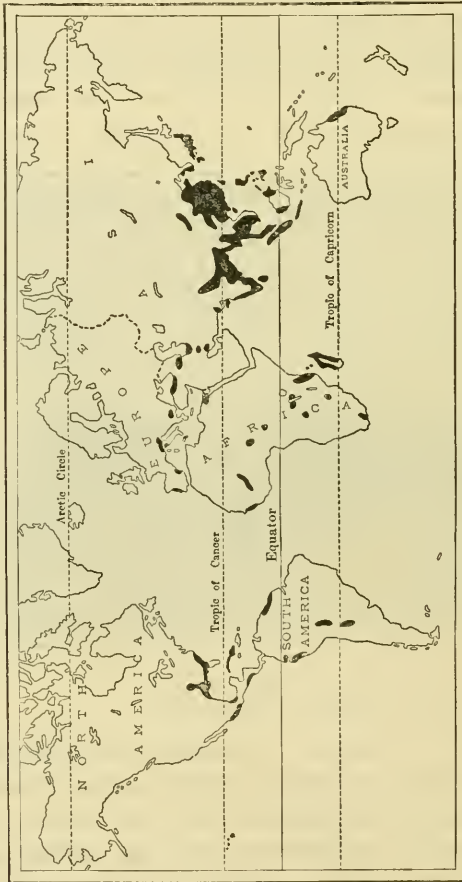 Arctic Circle
NORTH
AMERICA
EUROPE
ASIA
Tropic of Cancer
AFRICA
Equator
SOUTH
AMERICA
Tropic of Capricorn
AUSTRALIA